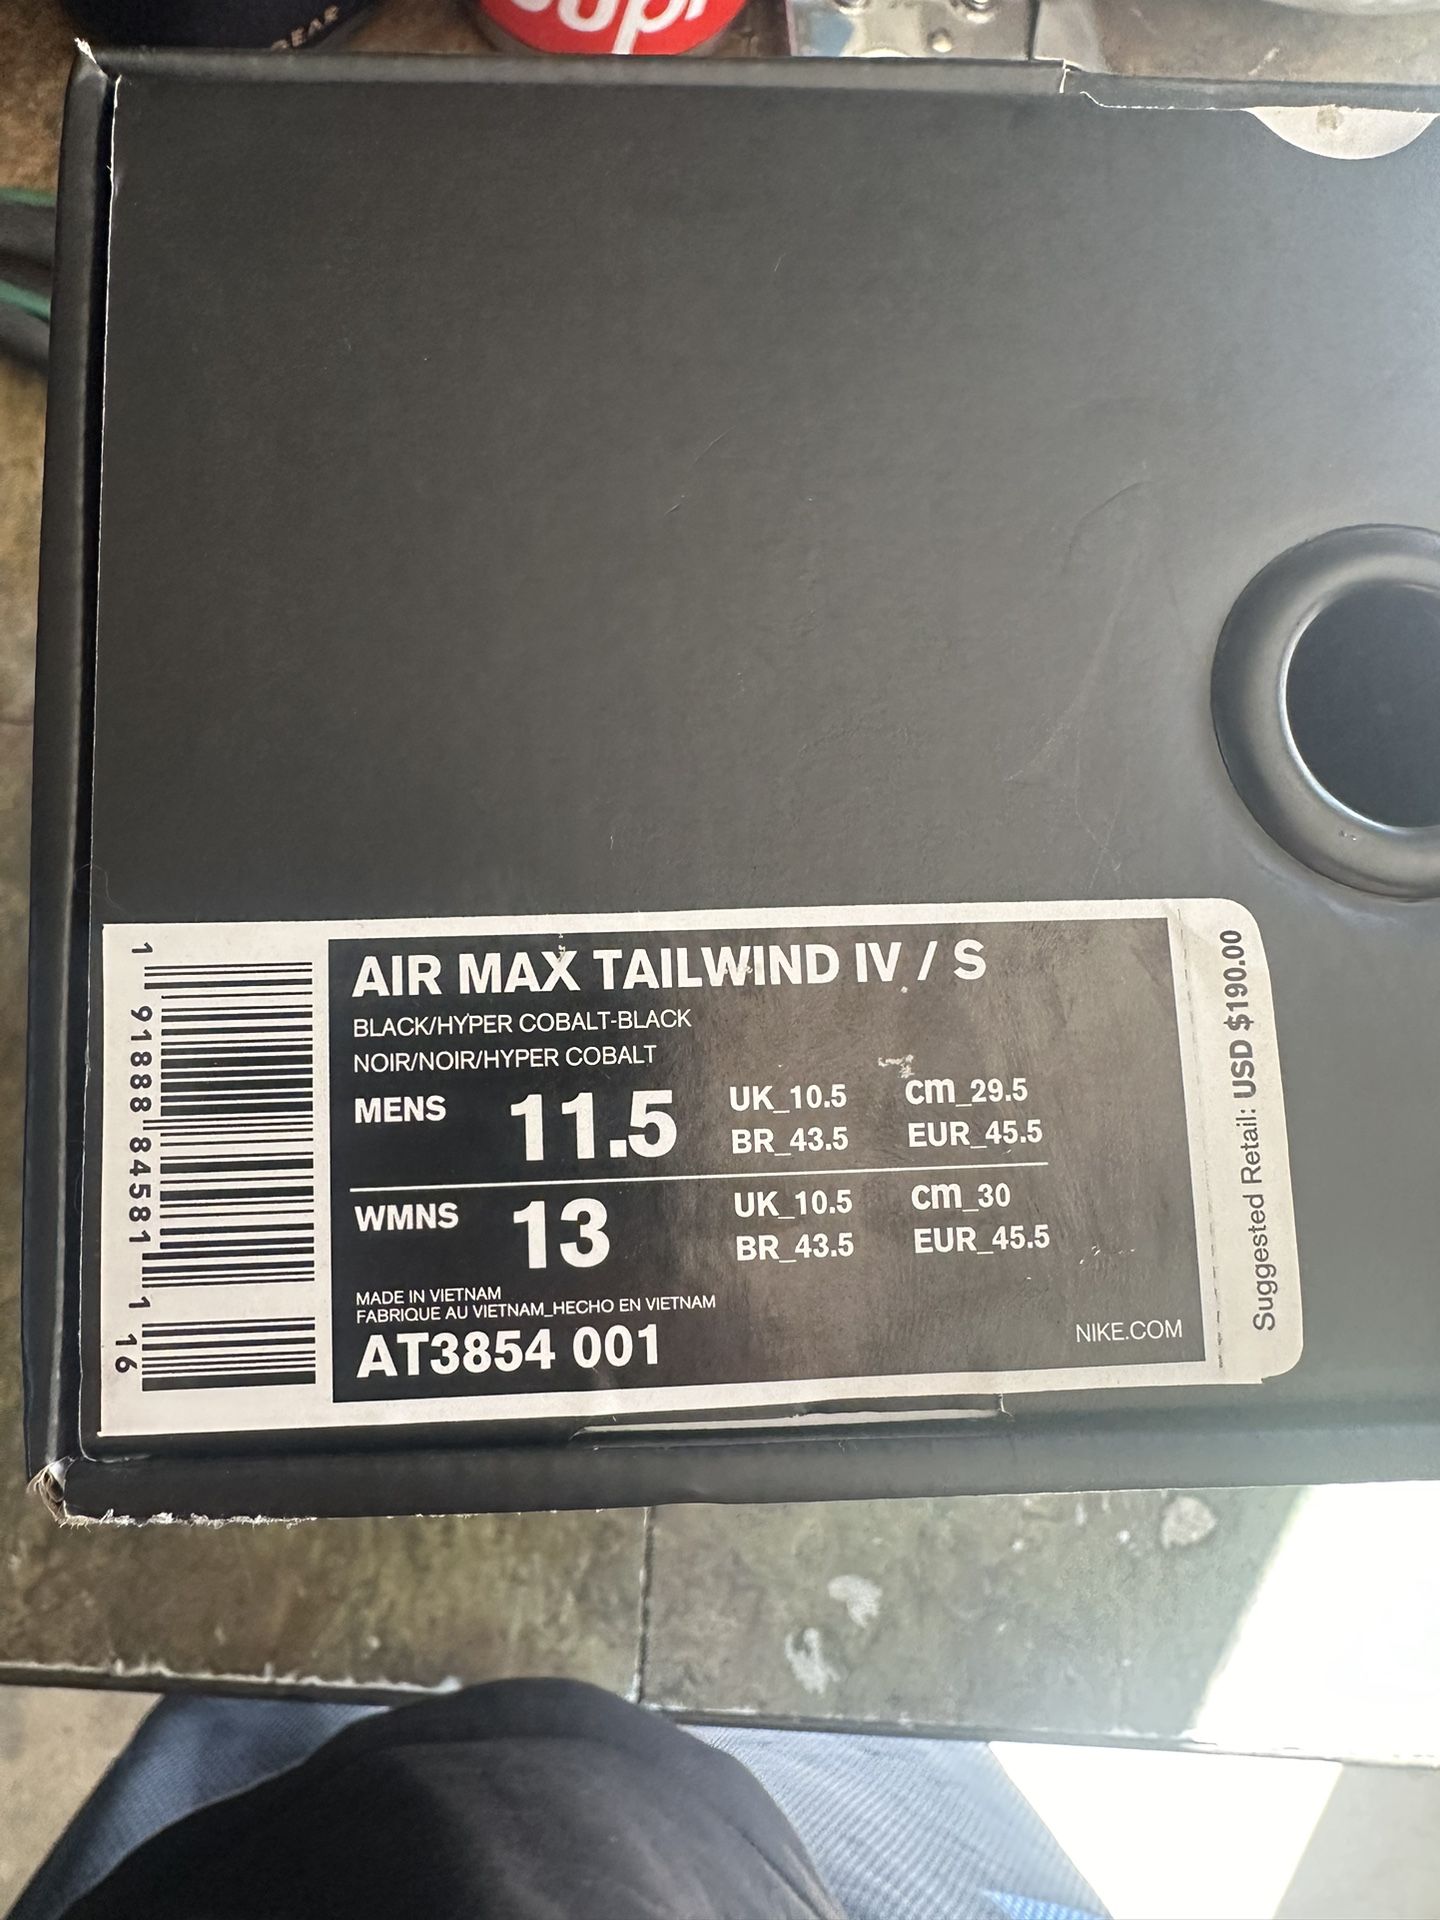 GEAR
Supr
AIR MAX TAILWIND IV / S
BLACK/HYPER COBALT-BLACK
NOIR/NOIR/HYPER COBALT
MENS 11.5 UK_10.5 cm_29.5
BR_43.5 EUR_45.5
WMNS 13 UK_10.5 cm_30
BR_43.5 EUR_45.5
MADE IN VIETNAM
FABRIQUE AU VIETNAM_HECHO EN VIETNAM
AT3854 001
NIKE.COM
1 91888 84581 1 16
Suggested Retail: USD $190.00